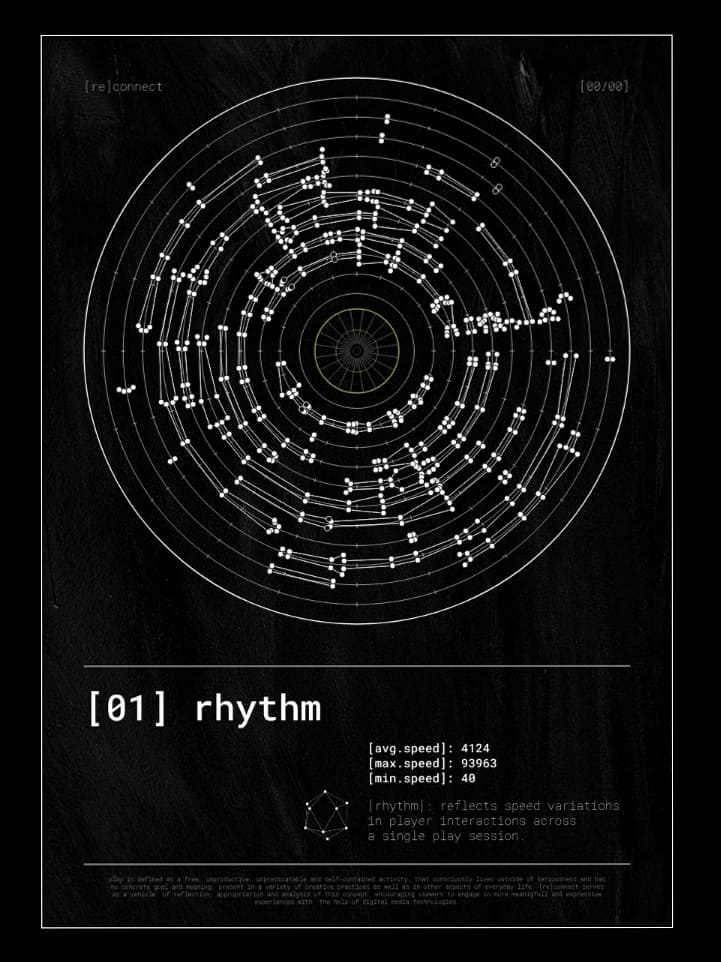 [re]connect
[00/00]
[01] rhythm
[avg.speed]: 4124
[max.speed]: 93963
[min.speed]: 40
[rhythm]: reflects speed variations
in player interactions across
a single play session.
play is defined as a free, unproductive, unpredicatable and self-contained activity, that consciously lives outside of seriousness and has
no concrete goal and meaning. present in a variety of creative practices as well as in other aspects of everyday life, [re]connect serves
as a vehicle of reflection, appropriation and analysis of this concept, encouraging viewers to engage in more meanigfull and expressive
experiences with the help of digital media technologies.